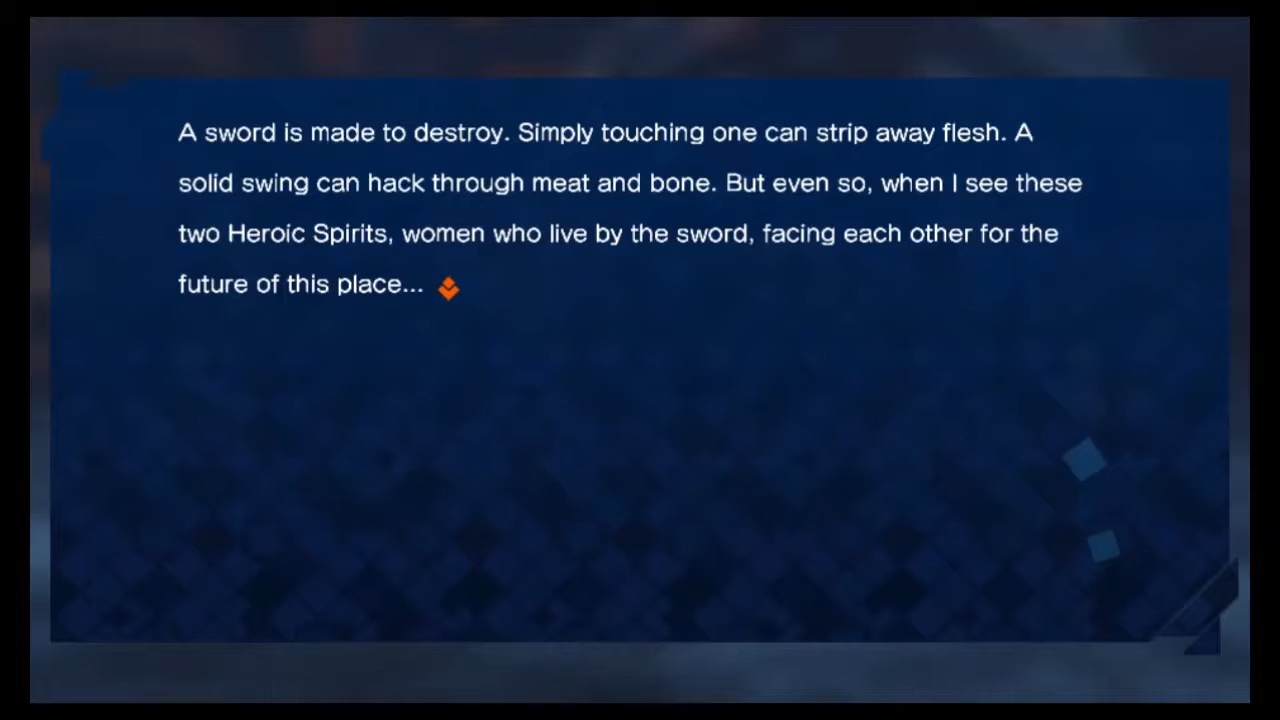 A sword is made to destroy. Simply touching one can strip away flesh. A
solid swing can hack through meat and bone. But even so, when I see these
two Heroic Spirits, women who live by the sword, facing each other for the
future of this place...